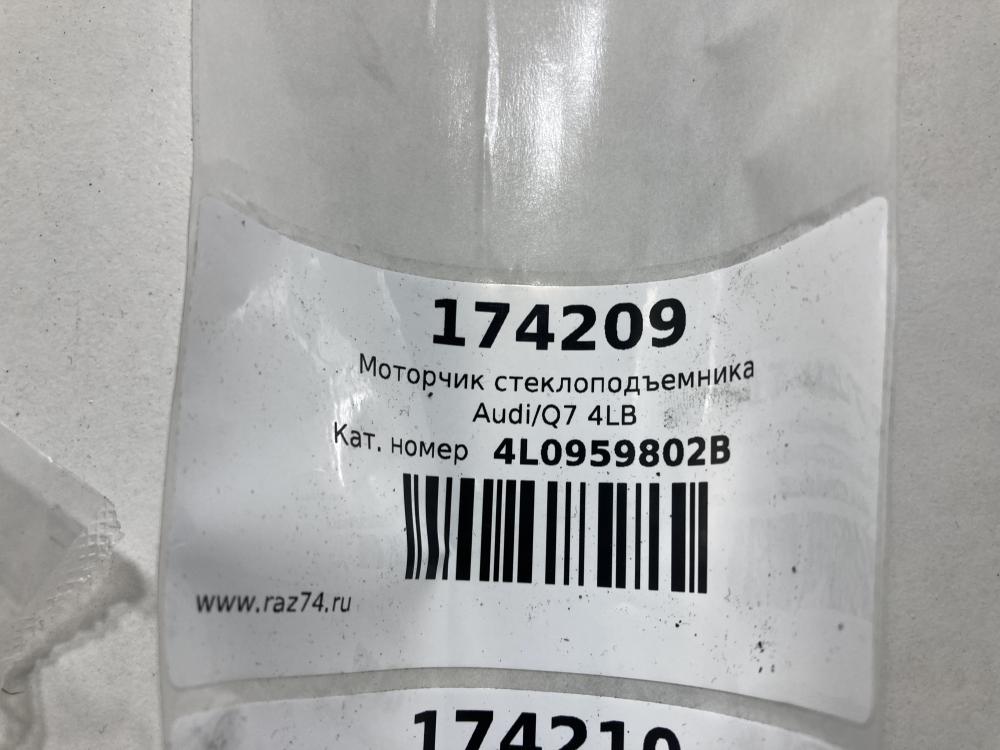 174209
Моторчик стеклоподъемника
Audi/Q7 4LB
Кат. номер 4L0959802B
www.raz74.ru
174210